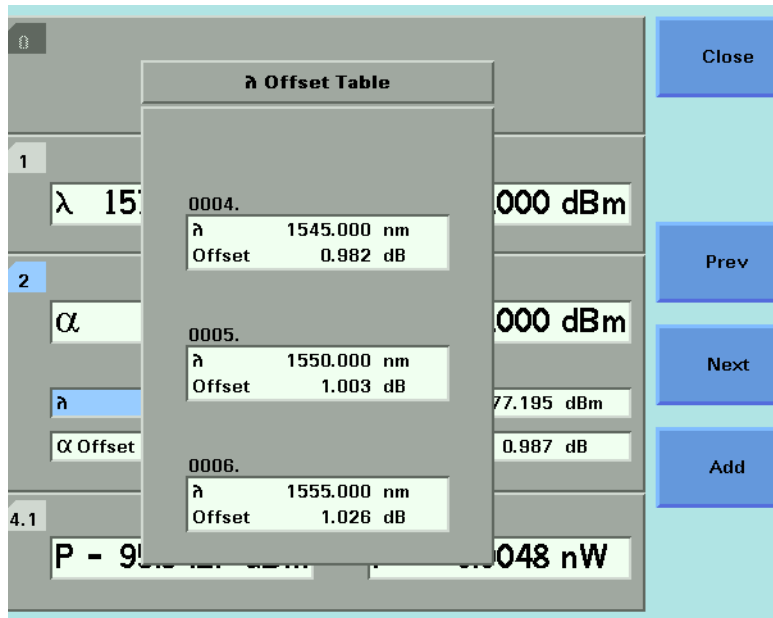 0
λ Offset Table
Close
1
λ 15
.000 dBm
0004.
λ 1545.000 nm
Offset 0.982 dB
Prev
2
α
.000 dBm
0005.
λ 1550.000 nm
Offset 1.003 dB
Next
λ
77.195 dBm
α Offset
0.987 dB
0006.
λ 1555.000 nm
Offset 1.026 dB
Add
4.1
P - 9
0048 nW